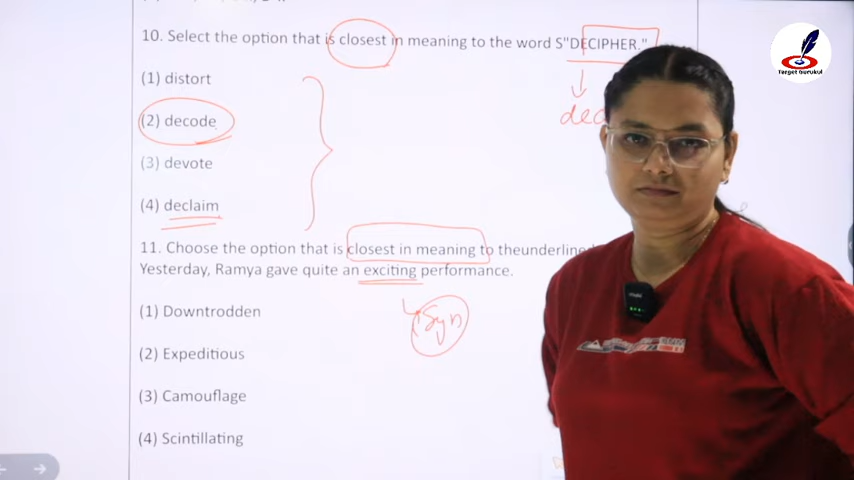 10. Select the option that is closest in meaning to the word S"DECIPHER."
(1) distort
(2) decode
(3) devote
(4) declaim
11. Choose the option that is closest in meaning to theunderlined
Yesterday, Ramya gave quite an exciting performance.
Syn
(1) Downtrodden
(2) Expeditious
(3) Camouflage
(4) Scintillating
Target Gurukul